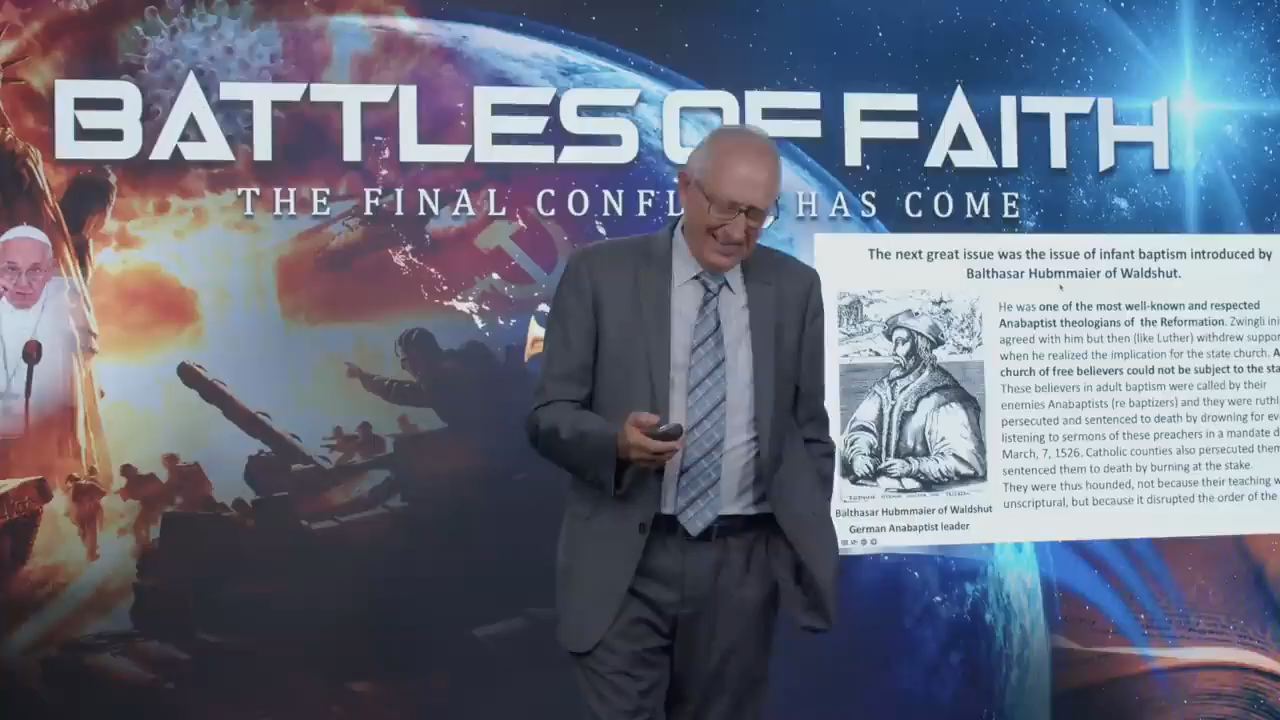 BATTLES OF FAITH
THE FINAL CONFL HAS COME
The next great issue was the issue of infant baptism introduced by
Balthasar Hubmmaier of Waldshut.
He was one of the most well-known and respected
Anabaptist theologians of the Reformation. Zwingli ini
agreed with him but then (like Luther) withdrew suppor
when he realized the implication for the state church. A
church of free believers could not be subject to the sta
These believers in adult baptism were called by their
enemies Anabaptists (re baptizers) and they were ruthl
persecuted and sentenced to death by drowning for ev
listening to sermons of these preachers in a mandate d
March, 7, 1526. Catholic counties also persecuted them
sentenced them to death by burning at the stake.
They were thus hounded, not because their teaching w
unscriptural, but because it disrupted the order of the
Balthasar Hubmmaier of Waldshut
German Anabaptist leader